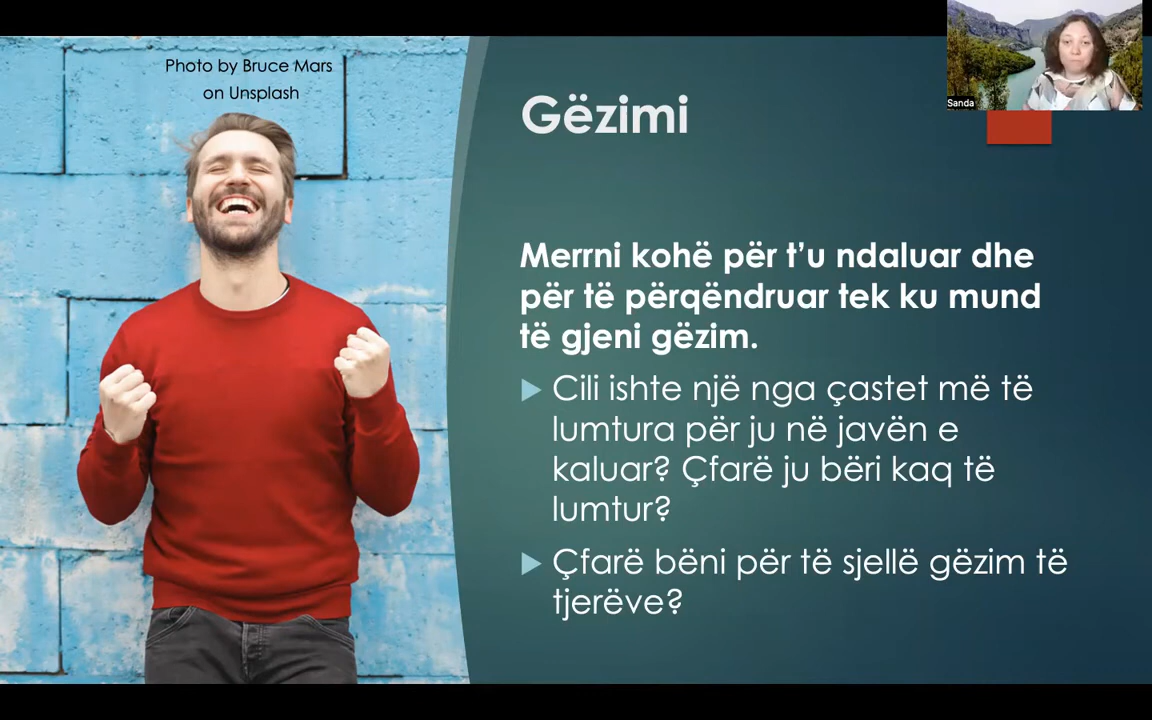 Photo by Bruce Mars
on Unsplash
Sanda
Gëzimi
Merrni kohë për t’u ndaluar dhe
për të përqëndruar tek ku mund
të gjeni gëzim.
Cili ishte një nga çastet më të
lumtura për ju në javën e
kaluar? Çfarë ju bëri kaq të
lumtur?
Çfarë bëni për të sjellë gëzim të
tjerëve?